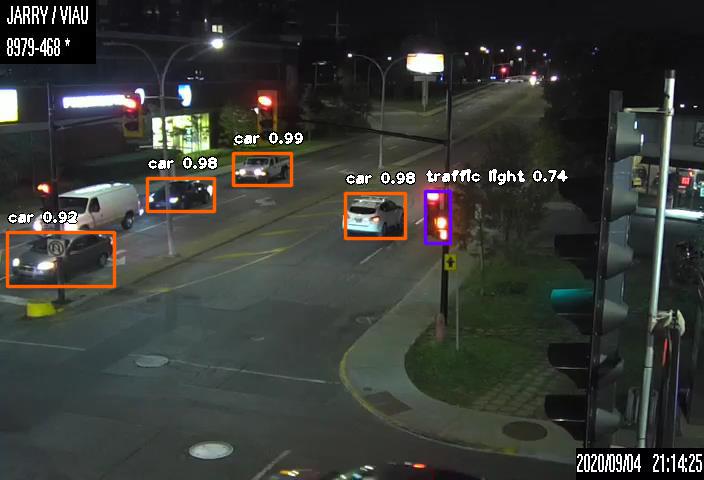 JARRY / VIAU
8979-468 *
car 0.99
car 0.98
car 0.98
traffic light 0.74
car 0.92
2020/09/04 21:14:25